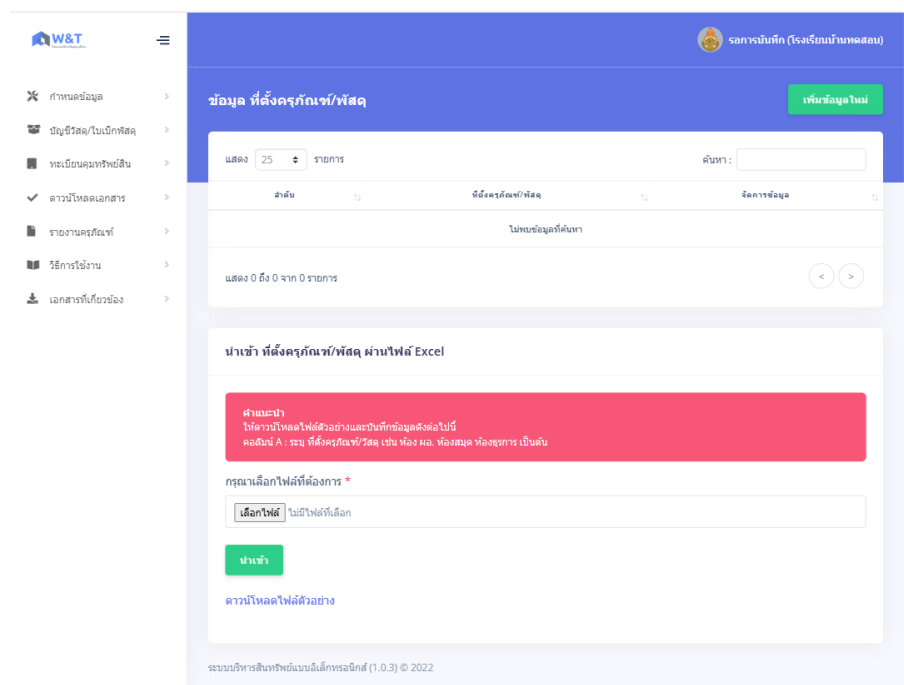 W&T
รอการบันทึก (โรงเรียนบ้านทดสอบ)
กำหนดข้อมูล
บัญชีวัสดุ/ใบเบิกพัสดุ
ทะเบียนคุมทรัพย์สิน
ดาวน์โหลดเอกสาร
รายงานครุภัณฑ์
วิธีการใช้งาน
เอกสารที่เกี่ยวข้อง
ข้อมูล ที่ตั้งครุภัณฑ์/พัสดุ
เพิ่มข้อมูลใหม่
แสดง 25 รายการ
ค้นหา :
ลำดับ ที่ตั้งครุภัณฑ์/พัสดุ จัดการข้อมูล
ไม่พบข้อมูลที่ค้นหา
แสดง 0 ถึง 0 จาก 0 รายการ
< >
นำเข้า ที่ตั้งครุภัณฑ์/พัสดุ ผ่านไฟล์ Excel
คำแนะนำ
ให้ดาวน์โหลดไฟล์ตัวอย่างและบันทึกข้อมูลดังต่อไปนี้
คอลัมน์ A : ระบุ ที่ตั้งครุภัณฑ์/วัสดุ เช่น ห้อง ผอ. ห้องสมุด ห้องธุรการ เป็นต้น
กรุณาเลือกไฟล์ที่ต้องการ *
เลือกไฟล์ ไม่มีไฟล์ที่เลือก
นำเข้า
ดาวน์โหลดไฟล์ตัวอย่าง
ระบบบริหารสินทรัพย์แบบอิเล็กทรอนิกส์ (1.0.3) © 2022